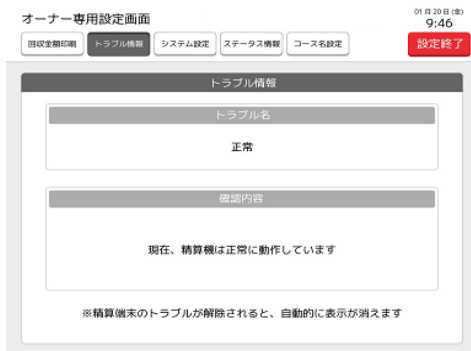 オーナー専用設定画面
01月20日(金)
9:46
回収金額印刷 トラブル情報 システム設定 ステータス情報 コース名設定 設定終了
トラブル情報
トラブル名
正常
確認内容
現在、精算機は正常に動作しています
※精算端末のトラブルが解除されると、自動的に表示が消えます